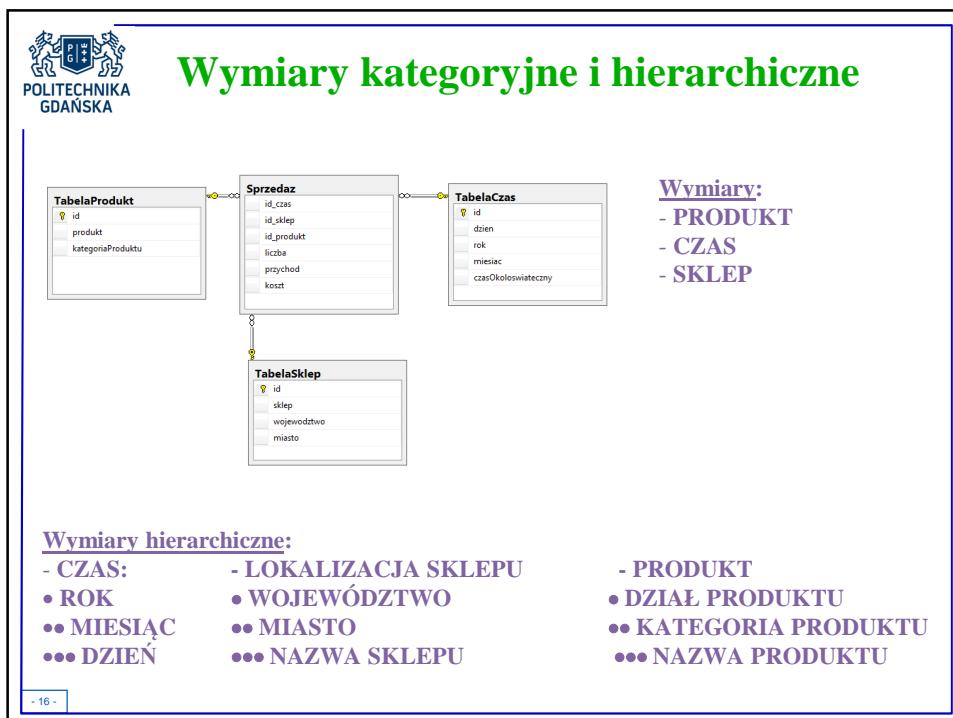 POLITECHNIKA
GDAŃSKA
P G
Wymiary kategoryjne i hierarchiczne
TabelaProdukt
id
produkt
kategoriaProduktu
Sprzedaz
id_czas
id_sklep
id_produkt
liczba
przychod
koszt
TabelaCzas
id
dzien
rok
miesiac
czasOkoloswiateczny
TabelaSklep
id
sklep
wojewodztwo
miasto
Wymiary:
- PRODUKT
- CZAS
- SKLEP
Wymiary hierarchiczne:
- CZAS: - LOKALIZACJA SKLEPU - PRODUKT
• ROK • WOJEWÓDZTWO • DZIAŁ PRODUKTU
•• MIESIĄC •• MIASTO •• KATEGORIA PRODUKTU
••• DZIEŃ ••• NAZWA SKLEPU ••• NAZWA PRODUKTU
- 16 -